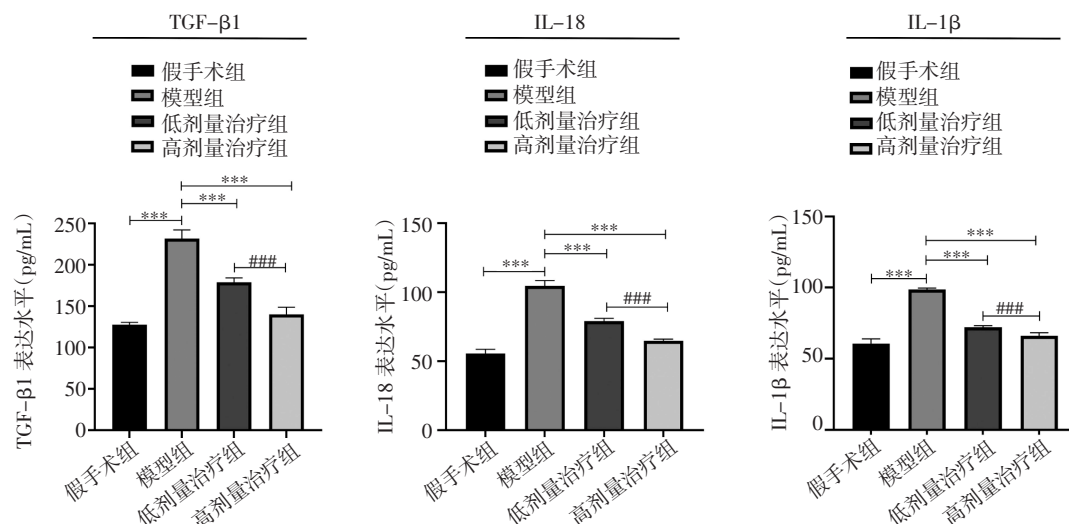 TGF-β1
假手术组
模型组
低剂量治疗组
高剂量治疗组
TGF-β1 表达水平(pg/mL)
250
200
150
100
50
0
***
***
***
###
假手术组
模型组
低剂量治疗组
高剂量治疗组
IL-18
假手术组
模型组
低剂量治疗组
高剂量治疗组
IL-18 表达水平(pg/mL)
150
100
50
0
***
***
***
###
假手术组
模型组
低剂量治疗组
高剂量治疗组
IL-1β
假手术组
模型组
低剂量治疗组
高剂量治疗组
IL-1β 表达水平(pg/mL)
150
100
50
0
***
***
***
###
假手术组
模型组
低剂量治疗组
高剂量治疗组